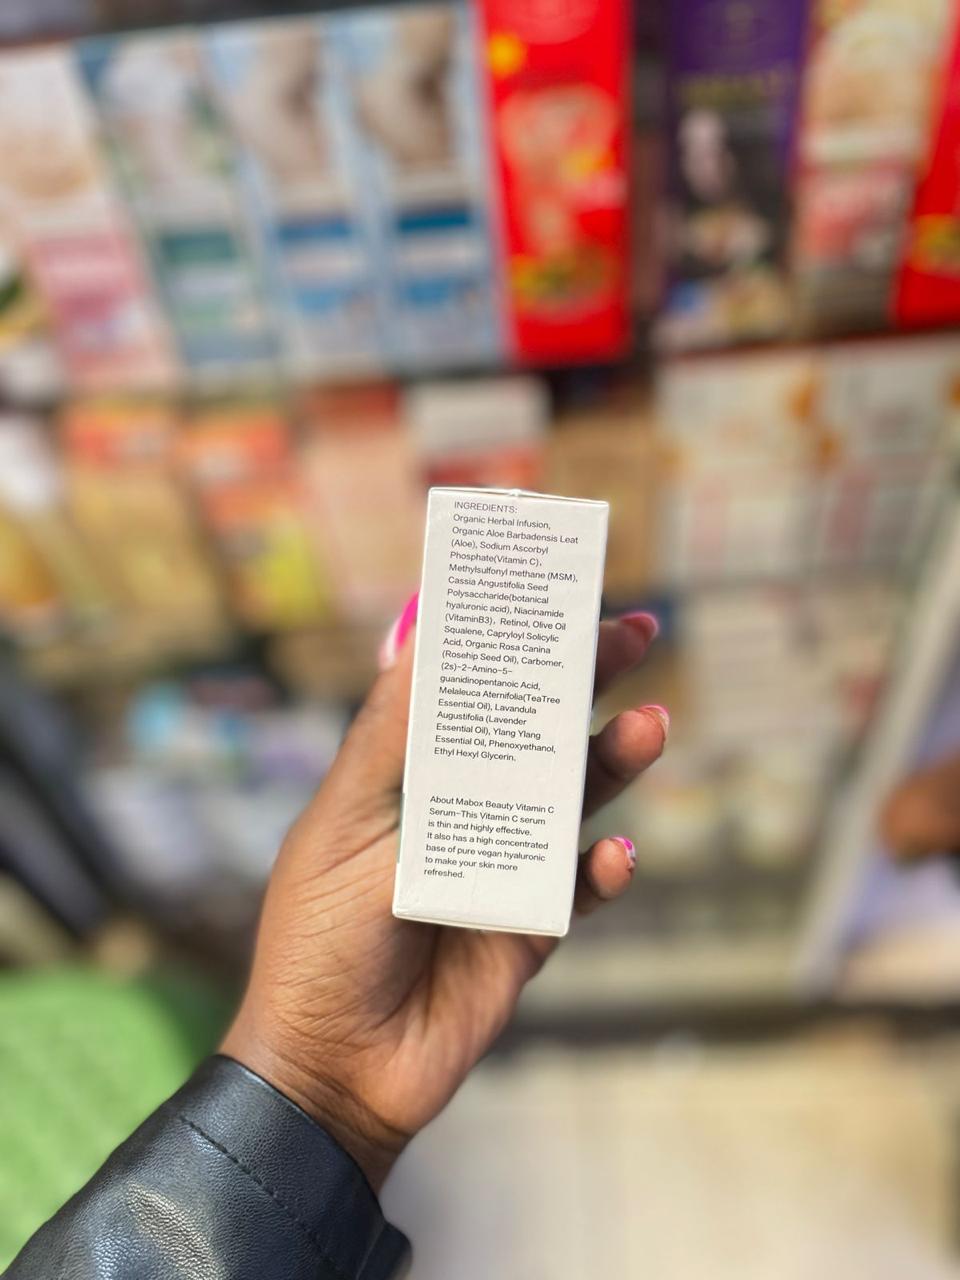 INGREDIENTS:
Organic Herbal Infusion,
Organic Aloe Barbadensis Leat
(Aloe), Sodium Ascorbyl
Phosphate(Vitamin C),
Methylsulfonyl methane (MSM),
Cassia Angustifolia Seed
Polysaccharide(botanical
hyaluronic acid), Niacinamide
(VitaminB3), Retinol, Olive Oil
Squalene, Capryloyl Solicylic
Acid, Organic Rosa Canina
(Rosehip Seed Oil), Carbomer,
(2s)-2-Amino-5-
guanidinopentanoic Acid,
Melaleuca Aternifolia(TeaTree
Essential Oil), Lavandula
Augustifolia (Lavender
Essential Oil), Ylang Ylang
Essential Oil, Phenoxyethanol,
Ethyl Hexyl Glycerin.
About Mabox Beauty Vitamin C
Serum-This Vitamin C serum
is thin and highly effective.
It also has a high concentrated
base of pure vegan hyaluronic
to make your skin more
refreshed.